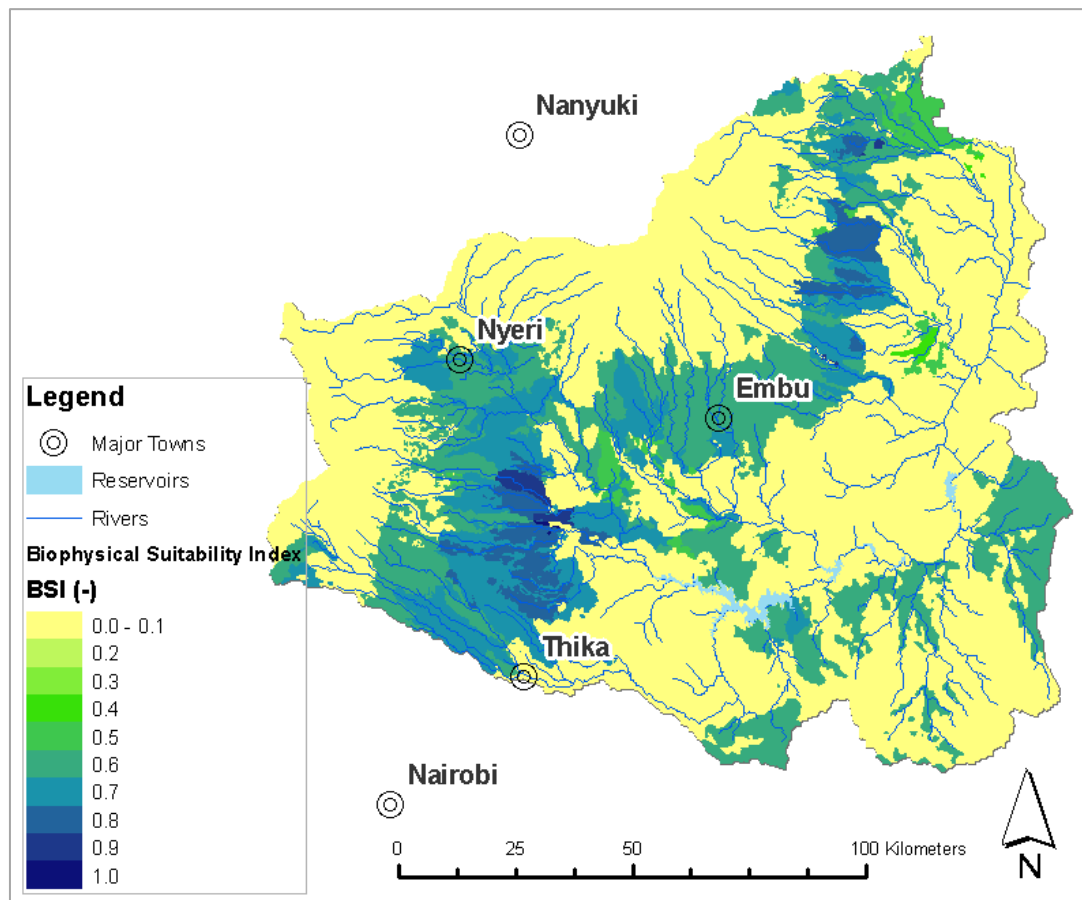 Nanyuki
Nyeri
Embu
Thika
Nairobi
Legend
Major Towns
Reservoirs
Rivers
Biophysical Suitability Index
BSI (-)
0.0 - 0.1
0.2
0.3
0.4
0.5
0.6
0.7
0.8
0.9
1.0
0 25 50 100 Kilometers
N